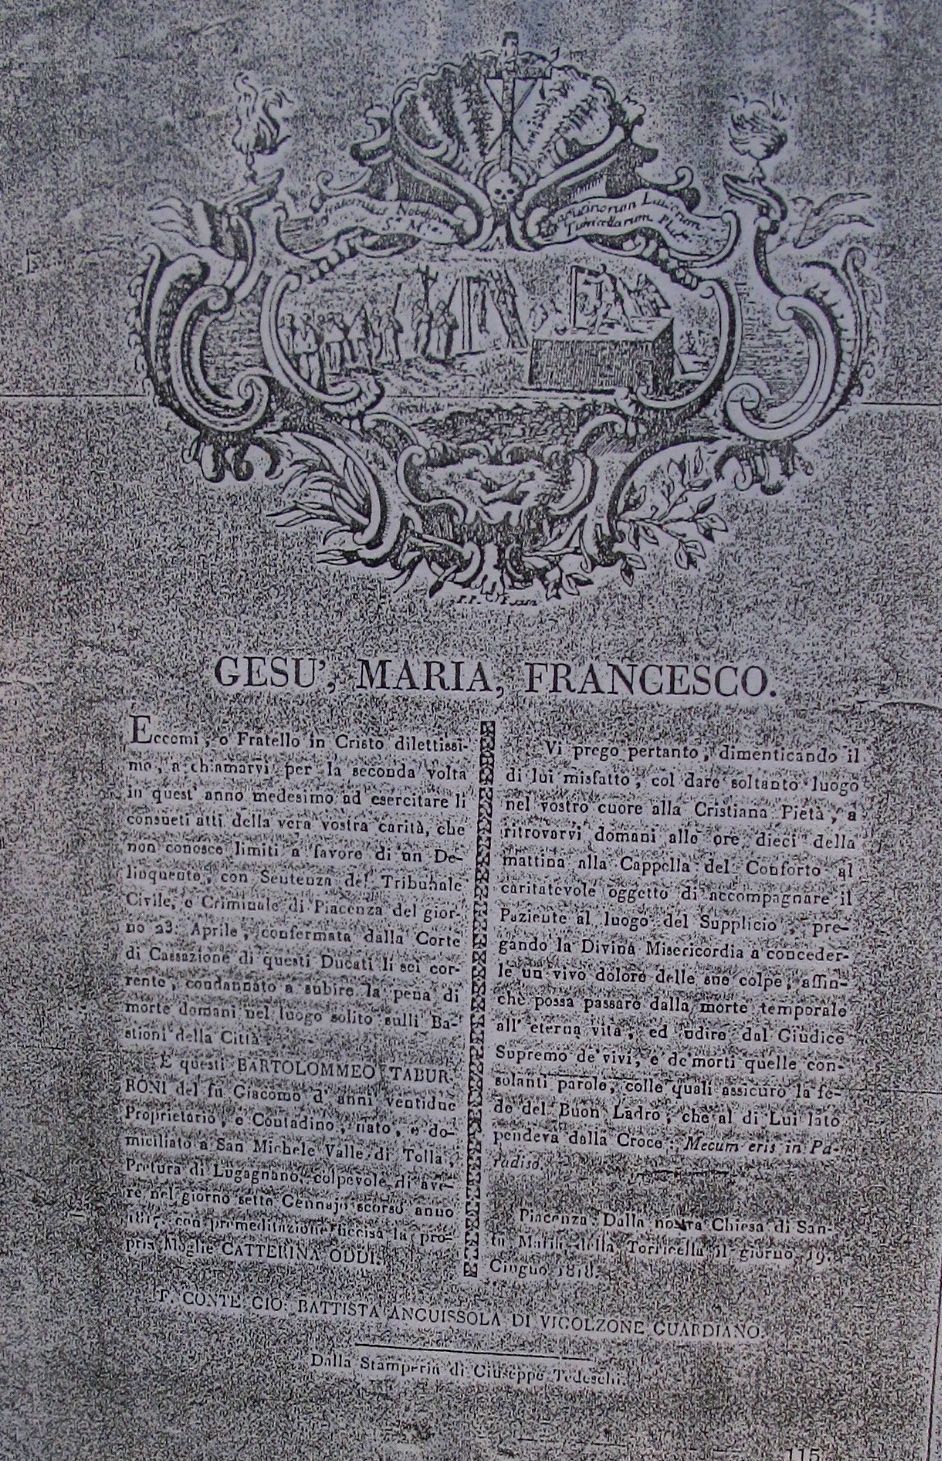 GESU', MARIA, FRANCESCO.
Eccomi, o Fratello in Cristo dilettissi-
mo, a chiamarvi per la seconda volta
in quest' anno medesimo ad esercitare li
consueti atti della vera vostra carità, che
non conosce limiti a favore di un De-
linquente, con Sentenza del Tribunale
Civile, e Criminale di Piacenza del gior-
no 23. Aprile, confermata dalla Corte
di Cassazione di questi Ducati li sei cor-
rente, condannato a subire la pena di
morte domani nel luogo solito sulli Ba-
stioni della Città.
È questi BARTOLOMMEO TABUR-
RONI del fu Giacomo d' anni ventidue
Proprietario, e Contadino, nato, e do-
miciliato a San Michele Valle di Tolla,
Pretura di Lugagnano, colpevole di ave-
re nel giorno sette Gennajo scorso anno
1817. con premeditazione uccisa la pro-
pria Moglie CATTERINA ODDI.
Vi prego pertanto, dimenticando il
di lui misfatto, col dare soltanto luogo
nel vostro cuore alla Cristiana Pietà, a
ritrovarvi domani alle ore dieci della
mattina alla Cappella del Conforto al
caritatevole oggetto di accompagnare il
Paziente al luogo del Supplicio, pre-
gando la Divina Misericordia a conceder-
le un vivo dolore delle sue colpe, affin-
chè possa passare dalla morte temporale
all' eterna vita, ed udire dal Giudice
Supremo de' vivi, e de' morti quelle con-
solanti parole, colle quali assicurò la fe-
de del Buon Ladro, che al di Lui lato
pendeva dalla Croce: Mecum eris in Pa-
radiso.
Piacenza Dalla nostra Chiesa di San-
ta Maria della Torricella il giorno 19.
Giugno 1818.
F. CONTE GIO: BATTISTA ANGUISSOLA DI VIGOLZONE GUARDIANO.
Dalla Stamperia di Giuseppe Tedeschi.
115